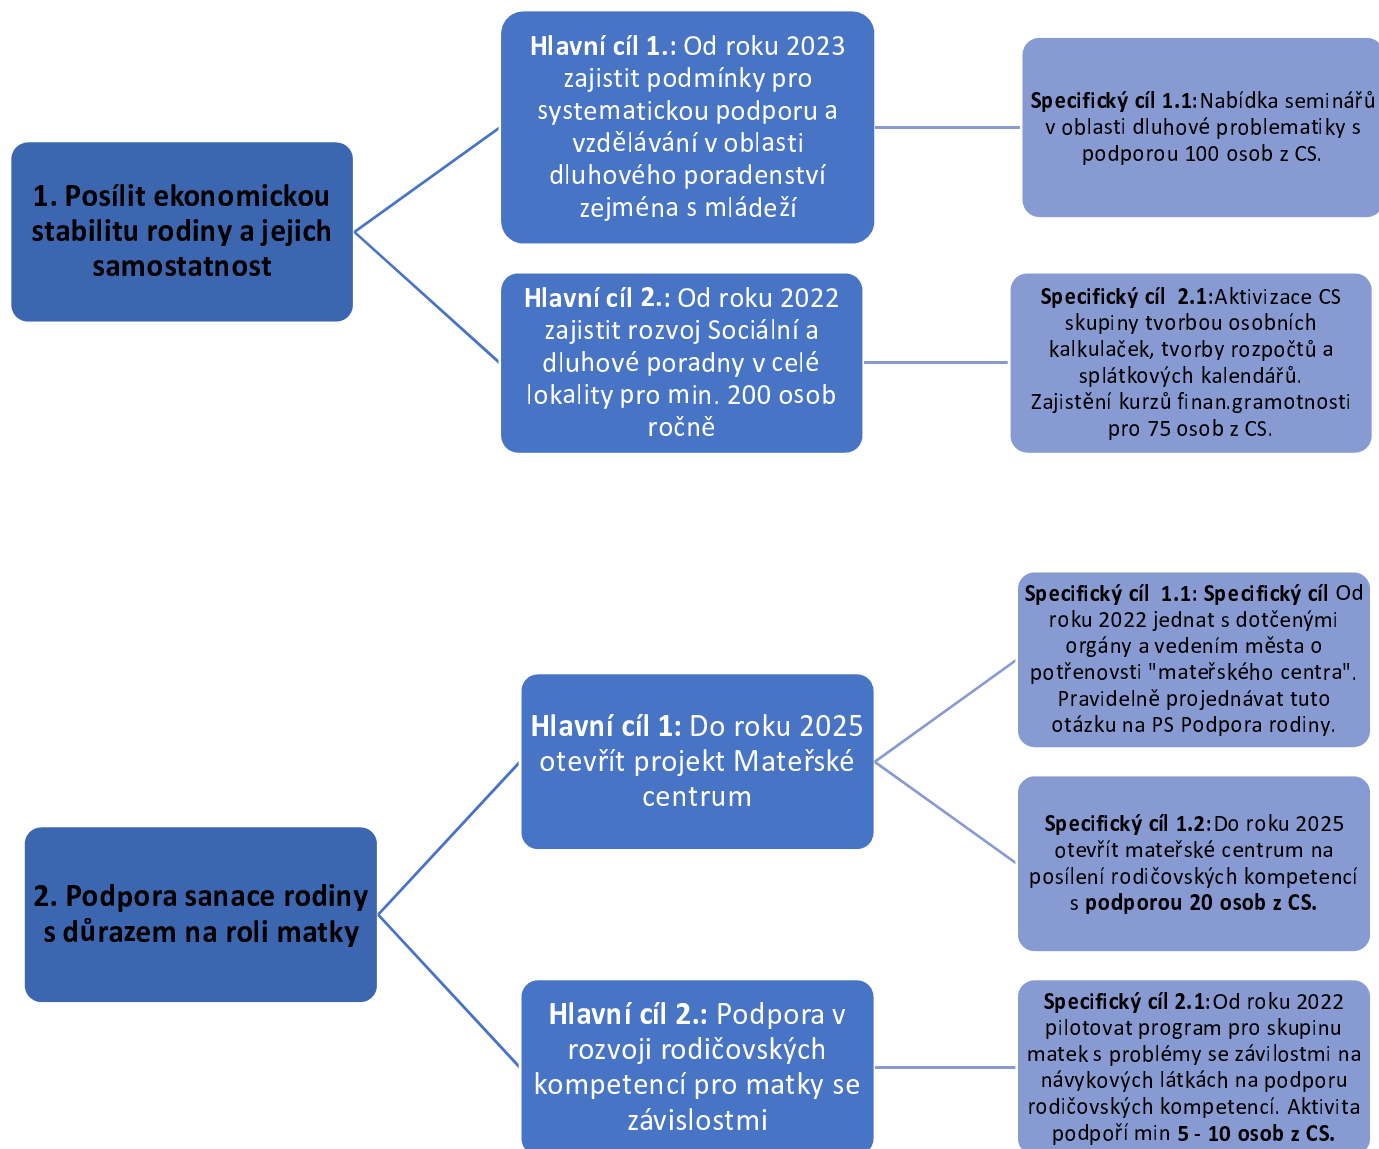 1. Posílit ekonomickou
stabilitu rodiny a jejich
samostatnost
Hlavní cíl 1.: Od roku 2023
zajistit podmínky pro
systematickou podporu a
vzdělávání v oblasti
dluhového poradenství
zejména s mládeží
Specifický cíl 1.1:Nabídka seminářů
v oblasti dluhové problematiky s
podporou 100 osob z CS.
Hlavní cíl 2.: Od roku 2022
zajistit rozvoj Sociální a
dluhové poradny v celé
lokality pro min. 200 osob
ročně
Specifický cíl 2.1:Aktivizace CS
skupiny tvorbou osobních
kalkulaček, tvorby rozpočtů a
splátkových kalendářů.
Zajistění kurzů finan.gramotnosti
pro 75 osob z CS.
2. Podpora sanace rodiny
s důrazem na roli matky
Hlavní cíl 1: Do roku 2025
otevřít projekt Mateřské
centrum
Specifický cíl 1.1: Specifický cíl Od
roku 2022 jednat s dotčenými
orgány a vedením města o
potřenovsti "mateřského centra".
Pravidelně projednávat tuto
otázku na PS Podpora rodiny.
Specifický cíl 1.2:Do roku 2025
otevřít mateřské centrum na
posílení rodičovských kompetencí
s podporou 20 osob z CS.
Hlavní cíl 2.: Podpora v
rozvoji rodičovských
kompetencí pro matky se
závislostmi
Specifický cíl 2.1:Od roku 2022
pilotovat program pro skupinu
matek s problémy se závilostmi na
návykových látkách na podporu
rodičovských kompetencí. Aktivita
podpoří min 5 - 10 osob z CS.